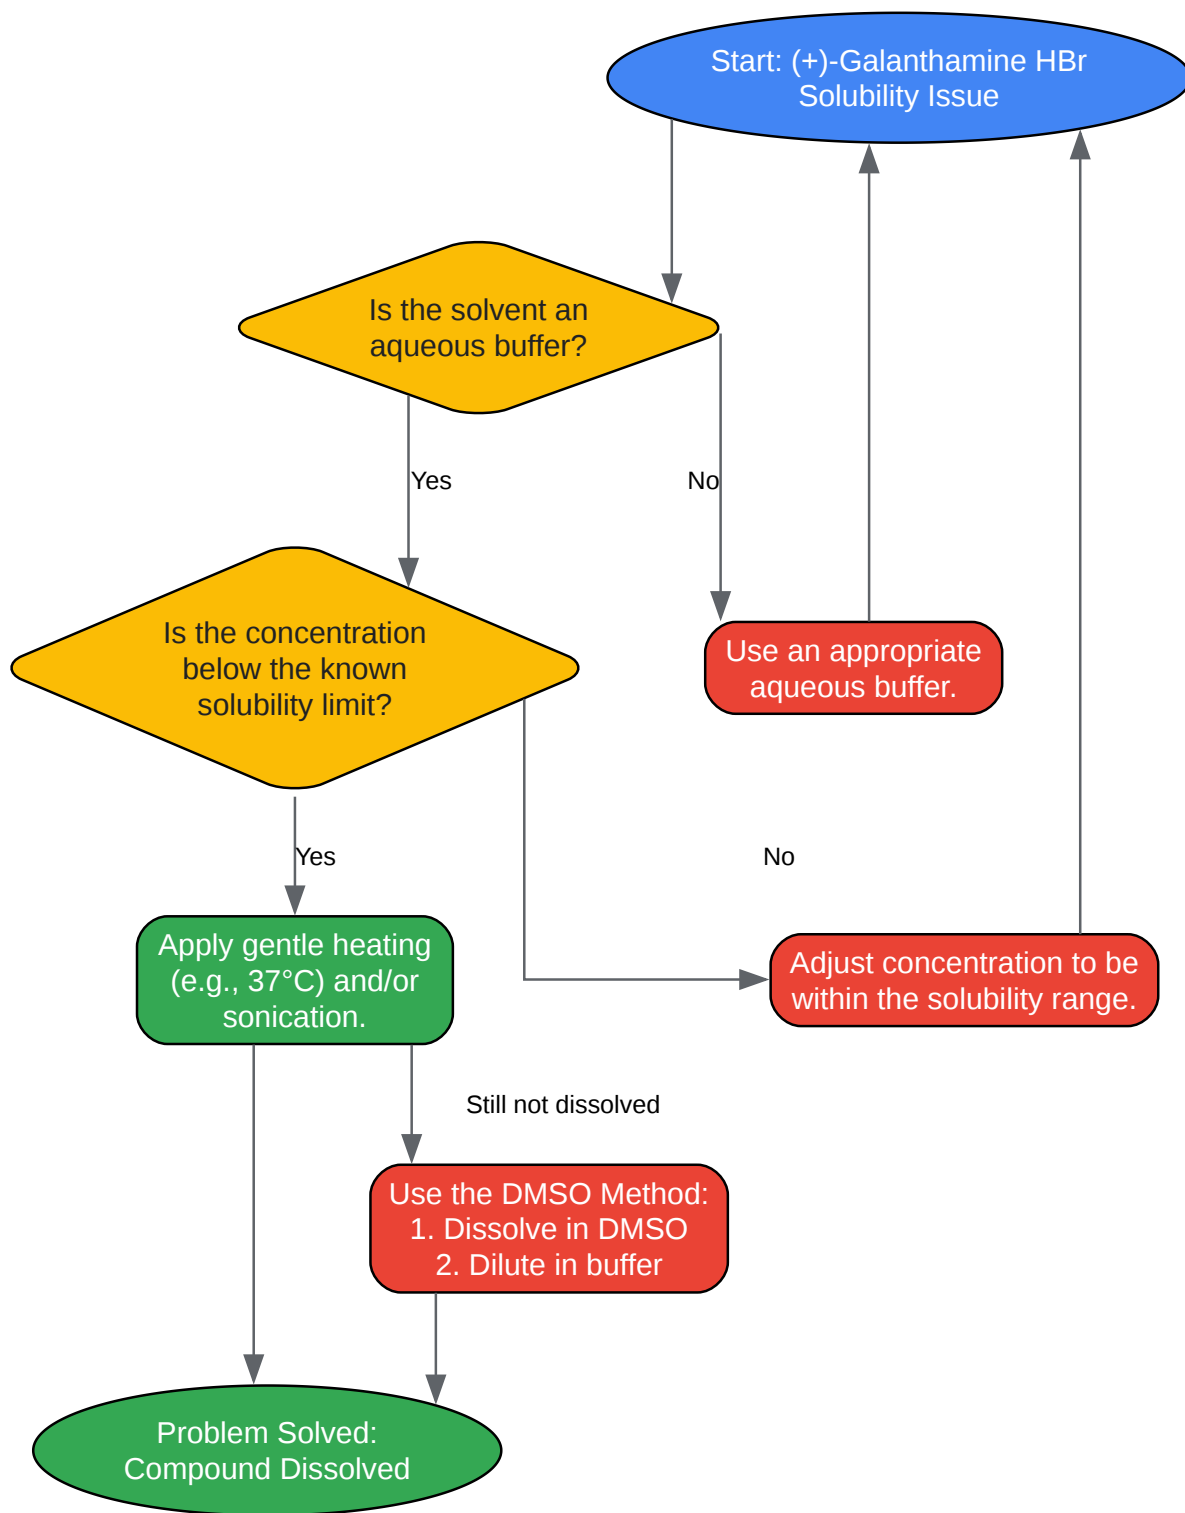 Start: (+)-Galanthamine HBr
Solubility Issue
Is the solvent an
aqueous buffer?
Yes
No
Is the concentration
below the known
solubility limit?
Use an appropriate
aqueous buffer.
Yes
No
Apply gentle heating
(e.g., 37°C) and/or
sonication.
Adjust concentration to be
within the solubility range.
Still not dissolved
Use the DMSO Method:
1. Dissolve in DMSO
2. Dilute in buffer
Problem Solved:
Compound Dissolved